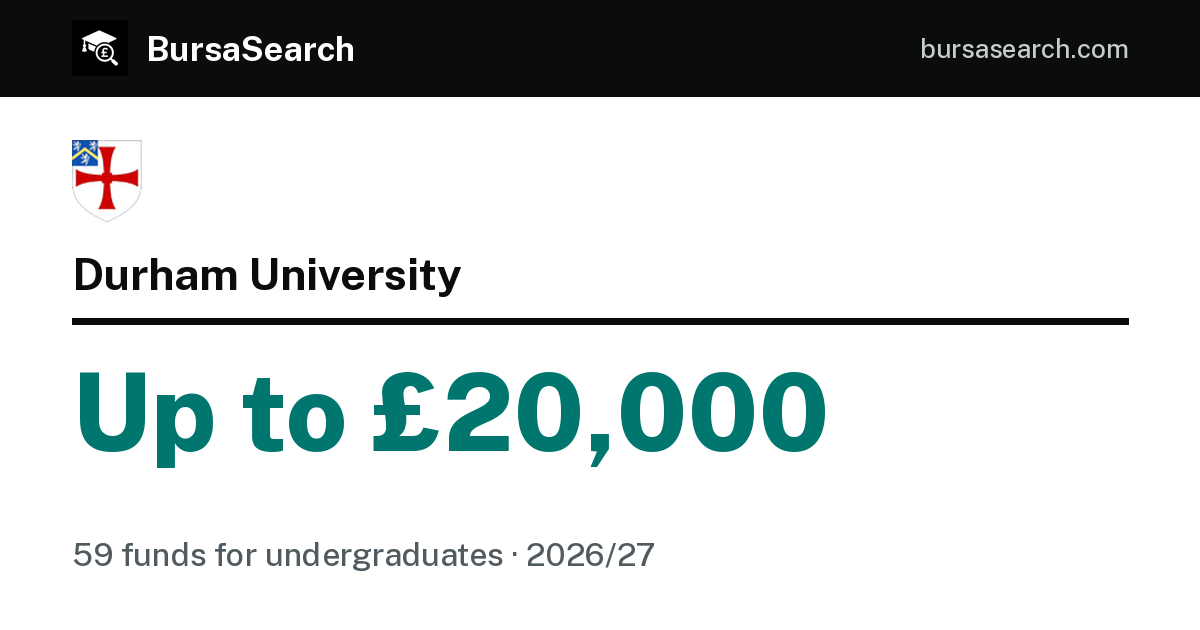 BursaSearch
bursasearch.com
Durham University
Up to £20,000
59 funds for undergraduates · 2026/27